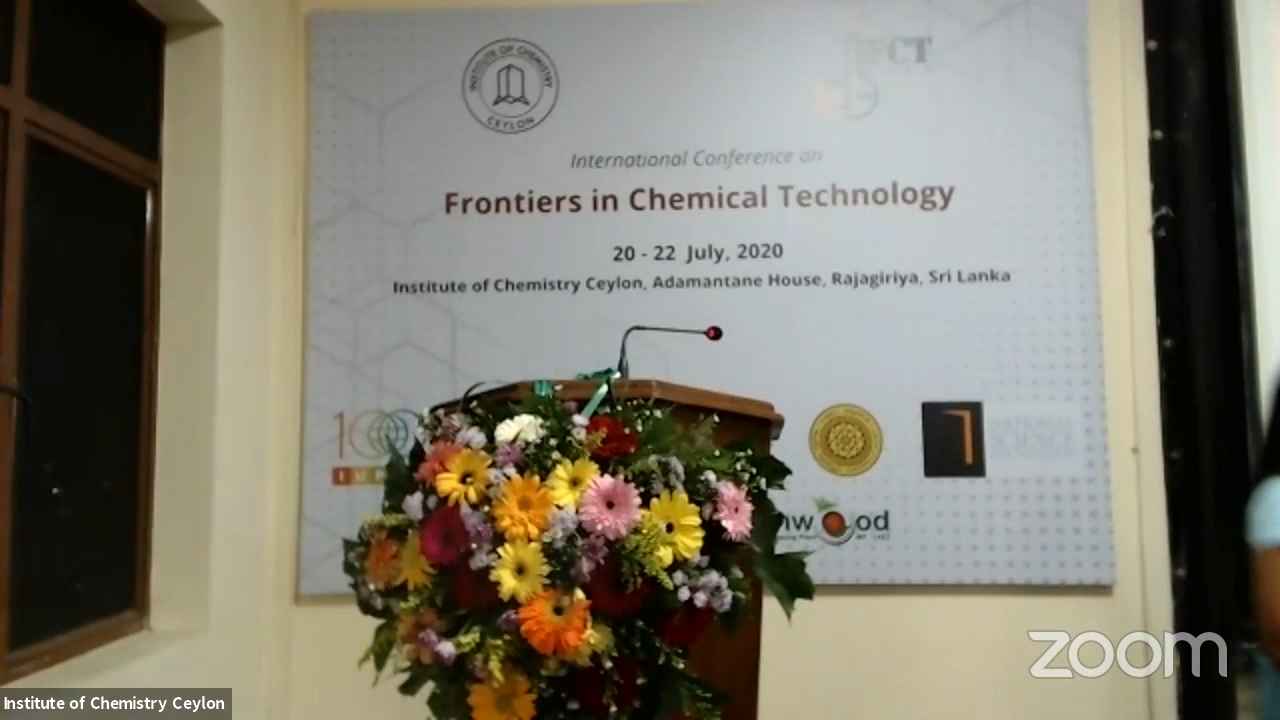 INSTITUTE OF CHEMISTRY
CEYLON
International Conference on
Frontiers in Chemical Technology
20 - 22 July, 2020
Institute of Chemistry Ceylon, Adamantane House, Rajagiriya, Sri Lanka
100
zoom
Institute of Chemistry Ceylon